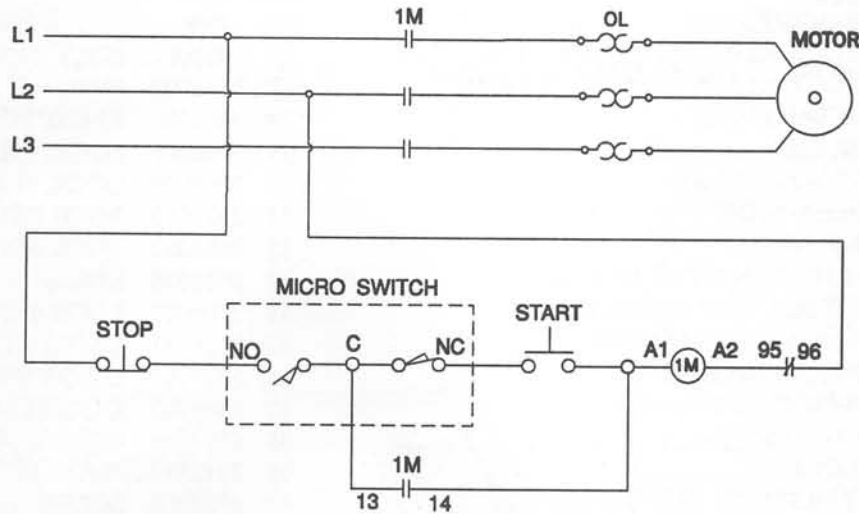 1M
OL
L1
MOTOR
L2
L3
MICRO SWITCH
START
STOP
NO
C
NC
A1
1M
A2
95
96
1M
13
14